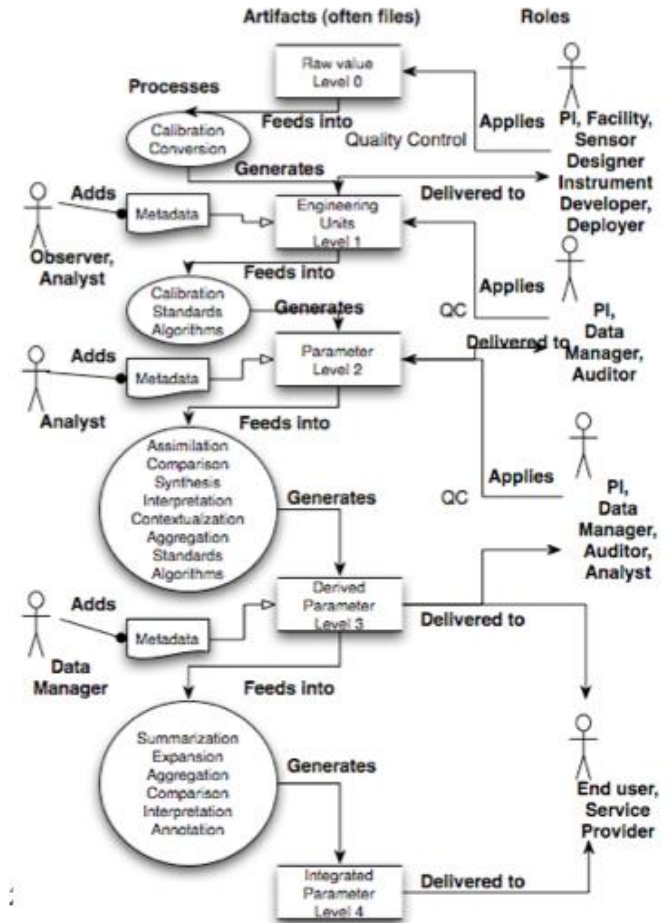 Artifacts (often files)
Roles
Raw value
Level 0
Processes
Feeds into
Applies
Quality Control
PI, Facility,
Sensor
Designer
Instrument
Developer,
Deployer
Calibration
Conversion
Generates
Delivered to
Adds
Metadata
Engineering
Units
Level 1
Observer,
Analyst
Feeds into
Applies
QC
PI,
Data
Manager,
Auditor
Calibration
Standards
Algorithms
Generates
Delivered to
Adds
Metadata
Parameter
Level 2
Analyst
Feeds into
Assimilation
Comparison
Synthesis
Interpretation
Contextualzation
Aggregation
Standards
Algorithms
Generates
Applies
QC
PI,
Data
Manager,
Auditor,
Analyst
Adds
Metadata
Derived
Parameter
Level 3
Delivered to
Data
Manager
Feeds into
Summarization
Expansion
Aggregation
Comparison
Interpretation
Annotation
Generates
End user,
Service
Provider
Integrated
Parameter
Level 4
Delivered to